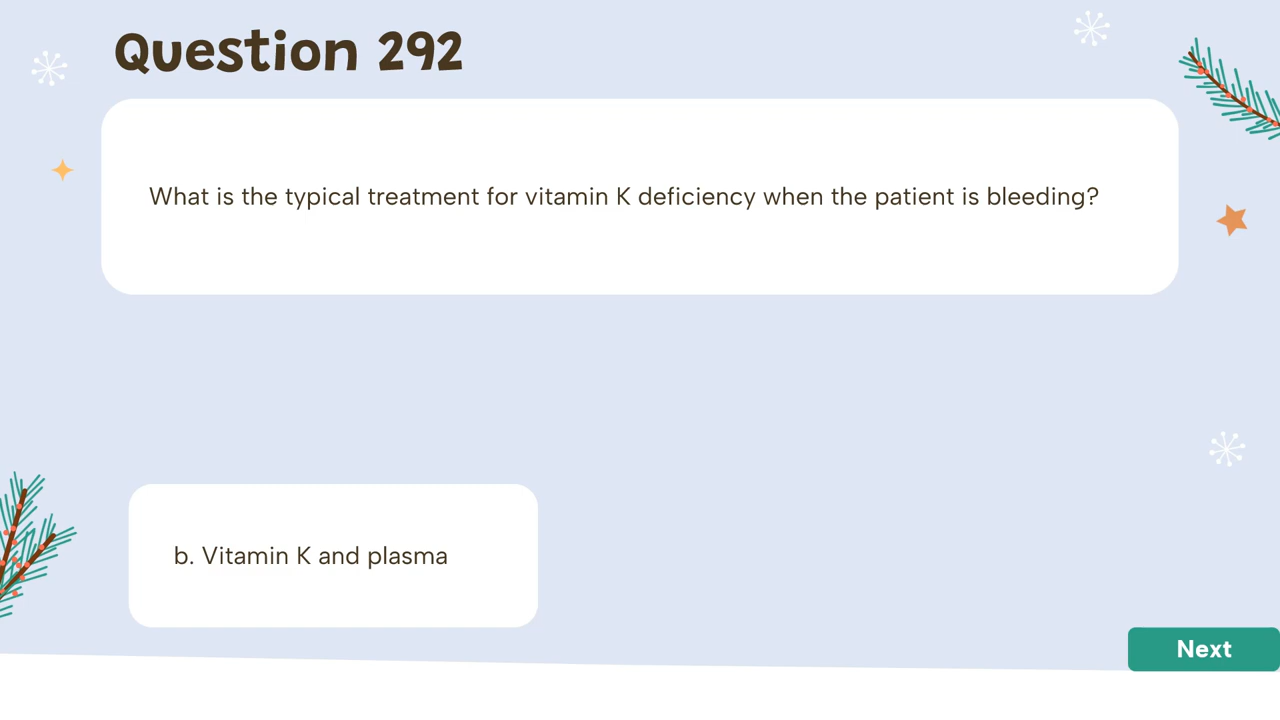 Question 292
What is the typical treatment for vitamin K deficiency when the patient is bleeding?
b. Vitamin K and plasma
Next